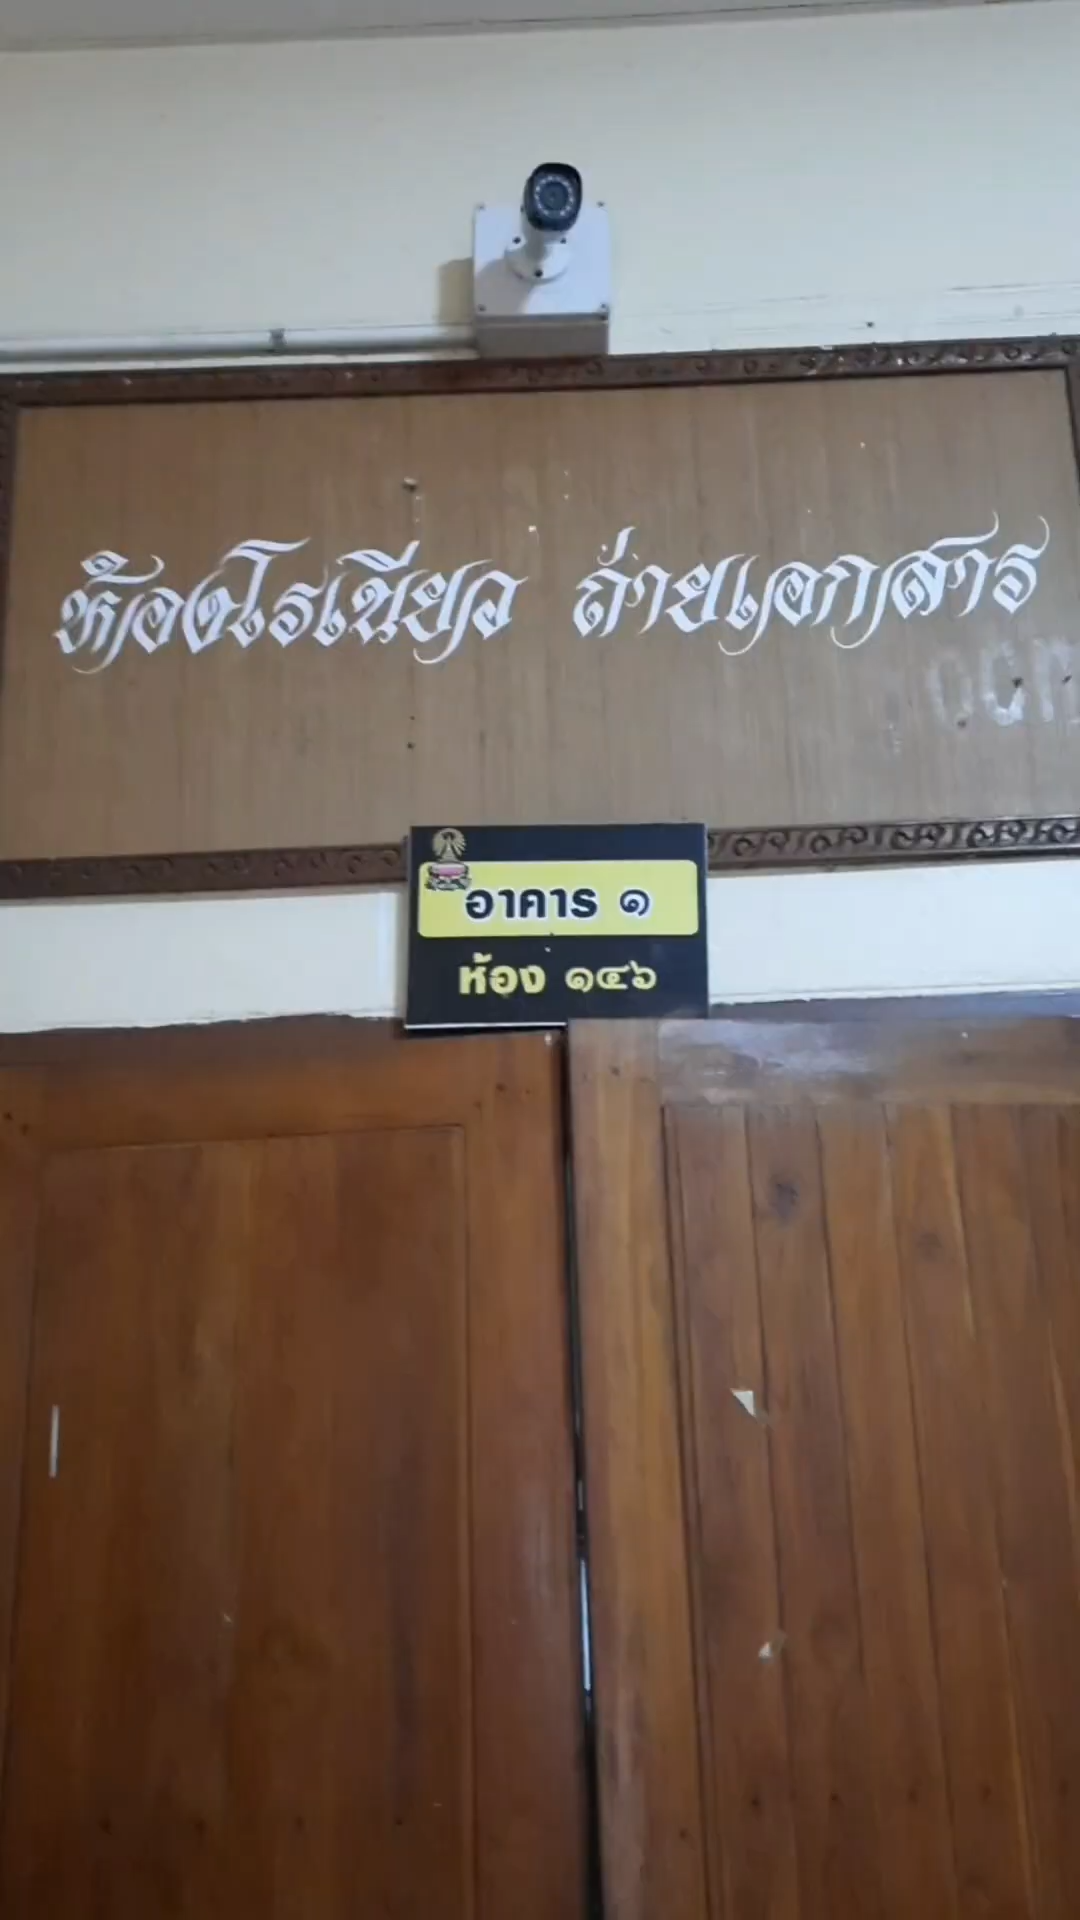 ห้องโรเนียว ถ่ายเอกสาร
อาคาร ๑
ห้อง ๑๔๖